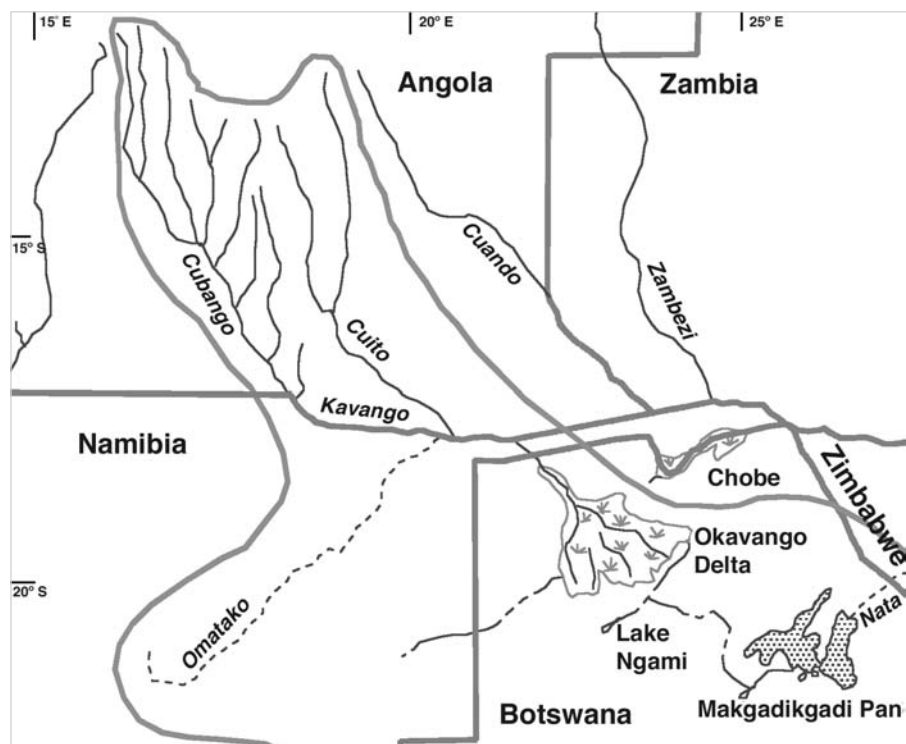 15° E
20° E
25° E
Angola
Zambia
15° S
Cubango
Cuando
Zambezi
Cuito
Kavango
Namibia
Chobe
Zimbabwe
Okavango
Delta
20° S
Omatako
Nata
Lake
Ngami
Botswana
Makgadikgadi Pan